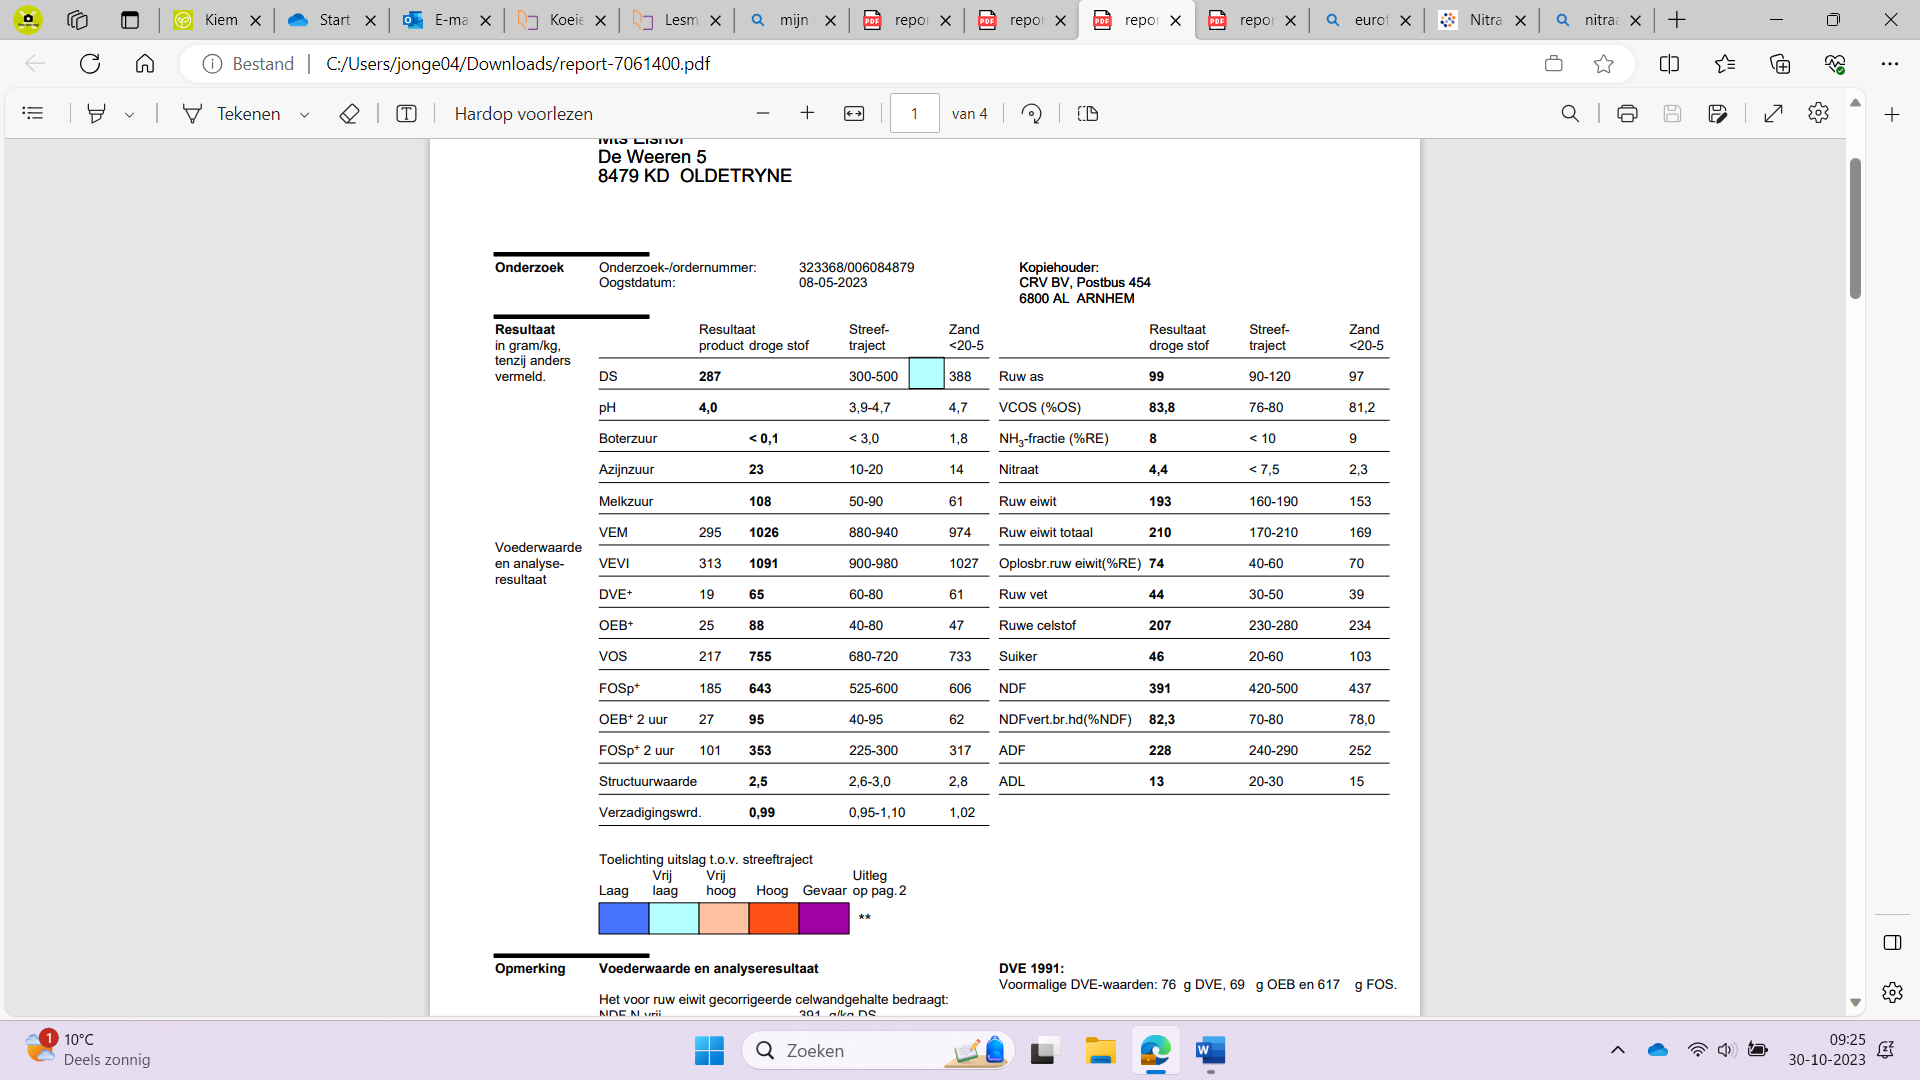 Kiem
Start
E-ma
Koeie
Lesm
mijn
repor
repor
repor
repor
eurof
Nitra
nitra
Bestand
C:/Users/jonge04/Downloads/report-7061400.pdf
Tekenen
Hardop voorlezen
1
van 4
Mts Elshof
De Weeren 5
8479 KD OLDETRYNE
Onderzoek
Onderzoek-/ordernummer: 323368/006084879
Oogstdatum: 08-05-2023
Kopiehouder:
CRV BV, Postbus 454
6800 AL ARNHEM
Resultaat
in gram/kg,
tenzij anders
vermeld.
Resultaat Streef- Zand
product droge stof traject <20-5
DS 287 300-500 388
pH 4,0 3,9-4,7 4,7
Boterzuur < 0,1 < 3,0 1,8
Azijnzuur 23 10-20 14
Melkzuur 108 50-90 61
Voederwaarde
en analyse-
resultaat
VEM 295 1026 880-940 974
VEVI 313 1091 900-980 1027
DVE+ 19 65 60-80 61
OEB+ 25 88 40-80 47
VOS 217 755 680-720 733
FOSp+ 185 643 525-600 606
OEB+ 2 uur 27 95 40-95 62
FOSp+ 2 uur 101 353 225-300 317
Structuurwaarde 2,5 2,6-3,0 2,8
Verzadigingswrd. 0,99 0,95-1,10 1,02
Resultaat Streef- Zand
droge stof traject <20-5
Ruw as 99 90-120 97
VCOS (%OS) 83,8 76-80 81,2
NH3-fractie (%RE) 8 < 10 9
Nitraat 4,4 < 7,5 2,3
Ruw eiwit 193 160-190 153
Ruw eiwit totaal 210 170-210 169
Oplosbr.ruw eiwit(%RE) 74 40-60 70
Ruw vet 44 30-50 39
Ruwe celstof 207 230-280 234
Suiker 46 20-60 103
NDF 391 420-500 437
NDFvert.br.hd(%NDF) 82,3 70-80 78,0
ADF 228 240-290 252
ADL 13 20-30 15
Toelichting uitslag t.o.v. streeftraject
Vrij Vrij Uitleg
Laag laag hoog Hoog Gevaar op pag.2
**
Opmerking
Voederwaarde en analyseresultaat
Het voor ruw eiwit gecorrigeerde celwandgehalte bedraagt:
NDF N-vrij 391 g/kg DS
DVE 1991:
Voormalige DVE-waarden: 76 g DVE, 69 g OEB en 617 g FOS.
1
10°C
Deels zonnig
Zoeken
09:25
30-10-2023